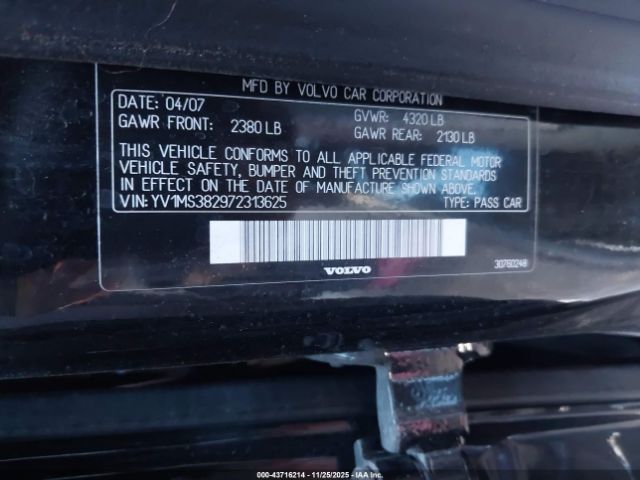 MFD BY VOLVO CAR CORPORATION
DATE: 04/07 GVWR: 4320 LB
GAWR FRONT: 2380 LB GAWR REAR: 2130 LB
THIS VEHICLE CONFORMS TO ALL APPLICABLE FEDERAL MOTOR
VEHICLE SAFETY, BUMPER AND THEFT PREVENTION STANDARDS
IN EFFECT ON THE DATE OF MANUFACTURE SHOWN ABOVE.
VIN: YV1MS382972313625 TYPE: PASS CAR
VOLVO 30760248
000-43716214 - 11/25/2025 - IAA Inc.